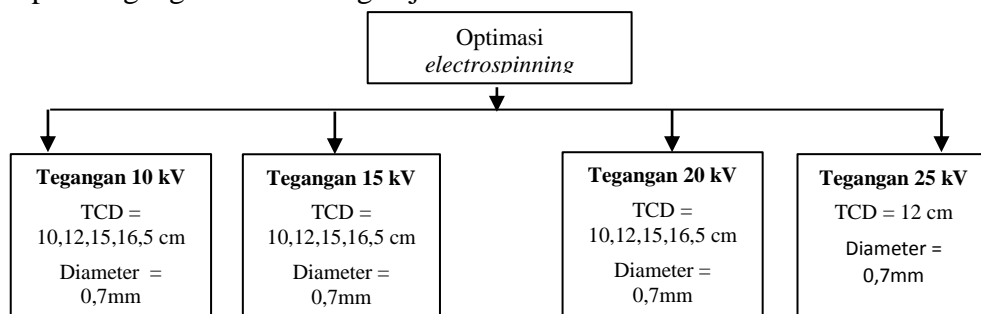 Optimasi
electrospinning
Tegangan 10 kV
TCD =
10,12,15,16,5 cm
Diameter =
0,7mm
Tegangan 15 kV
TCD =
10,12,15,16,5 cm
Diameter =
0,7mm
Tegangan 20 kV
TCD =
10,12,15,16,5 cm
Diameter =
0,7mm
Tegangan 25 kV
TCD = 12 cm
Diameter =
0,7mm